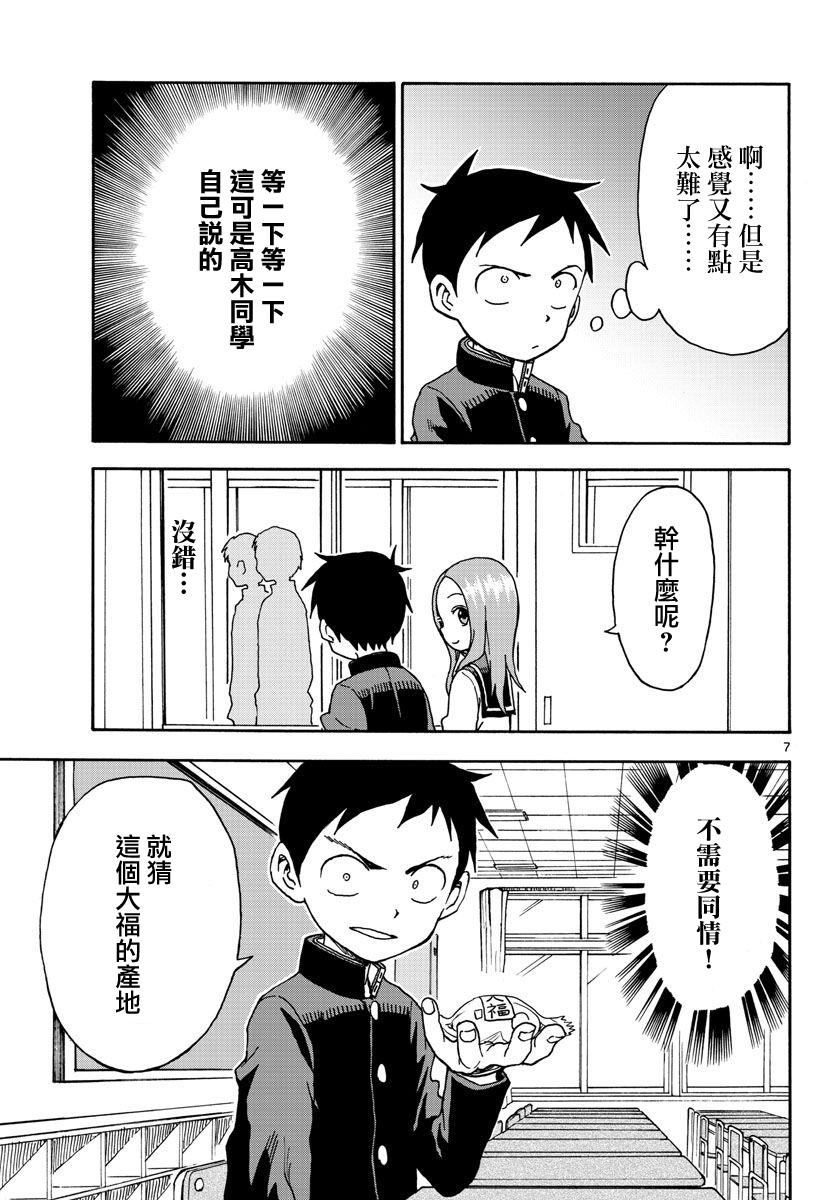 啊……但是
感覺又有點
太難了……
等一下等一下
這可是高木同學
自己說的
幹什麼呢？
沒錯…
7
不需要同情！
就猜
這個大福的產地
大福